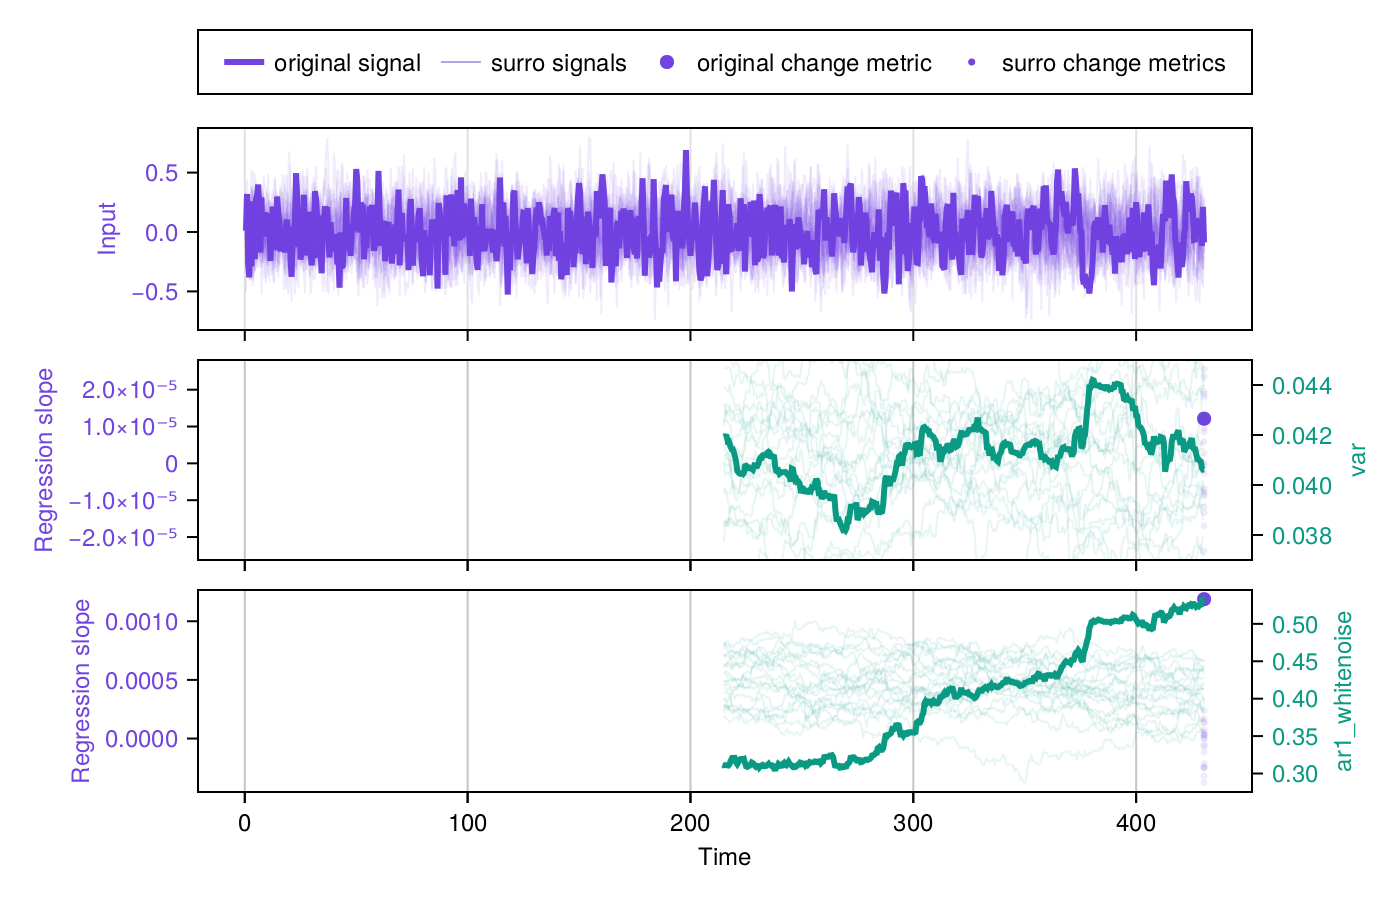 original signal surro signals original change metric surro change metrics
Input
0.5
0.0
−0.5
Regression slope
2.0×10⁻⁵
1.0×10⁻⁵
0
−1.0×10⁻⁵
−2.0×10⁻⁵
0.044
0.042
0.040
0.038
var
Regression slope
0.0010
0.0005
0.0000
0.50
0.45
0.40
0.35
0.30
ar1_whitenoise
0 100 200 300 400
Time